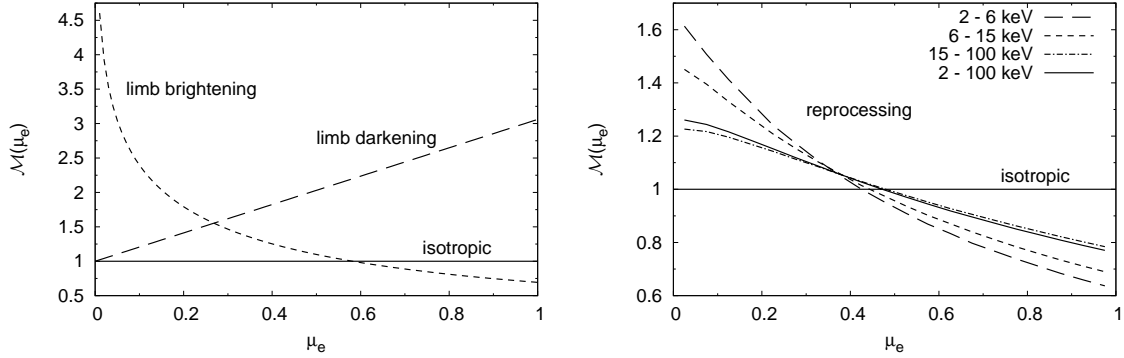 4.5
4
3.5
3
2.5
2
1.5
1
0.5
0
0.2
0.4
0.6
0.8
1
μe
ℳ(μe)
limb brightening
limb darkening
isotropic
1.6
1.4
1.2
1
0.8
0.6
0
0.2
0.4
0.6
0.8
1
μe
ℳ(μe)
2 - 6 keV
6 - 15 keV
15 - 100 keV
2 - 100 keV
reprocessing
isotropic